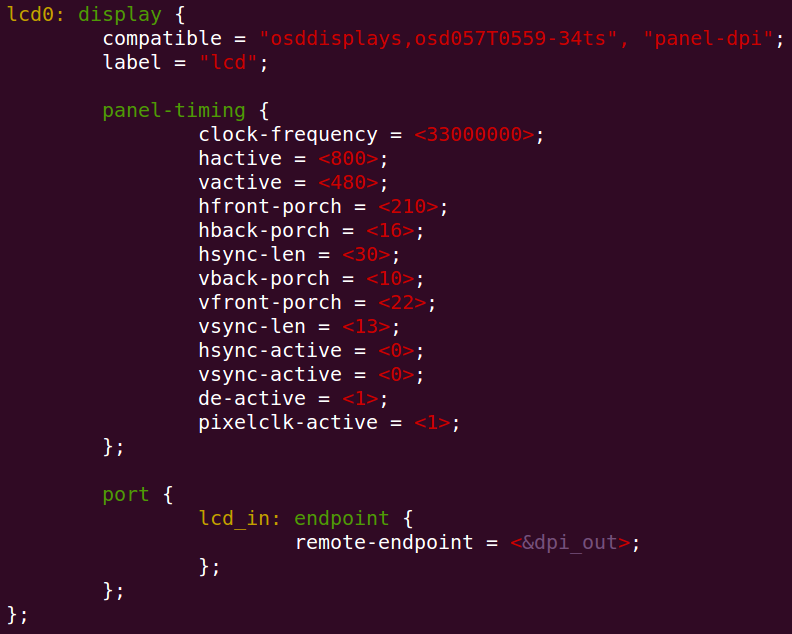 lcd0: display {
compatible = "osddisplays,osd057T0559-34ts", "panel-dpi";
label = "lcd";
panel-timing {
clock-frequency = <33000000>;
hactive = <800>;
vactive = <480>;
hfront-porch = <210>;
hback-porch = <16>;
hsync-len = <30>;
vback-porch = <10>;
vfront-porch = <22>;
vsync-len = <13>;
hsync-active = <0>;
vsync-active = <0>;
de-active = <1>;
pixelclk-active = <1>;
};
port {
lcd_in: endpoint {
remote-endpoint = <&dpi_out>;
};
};
};